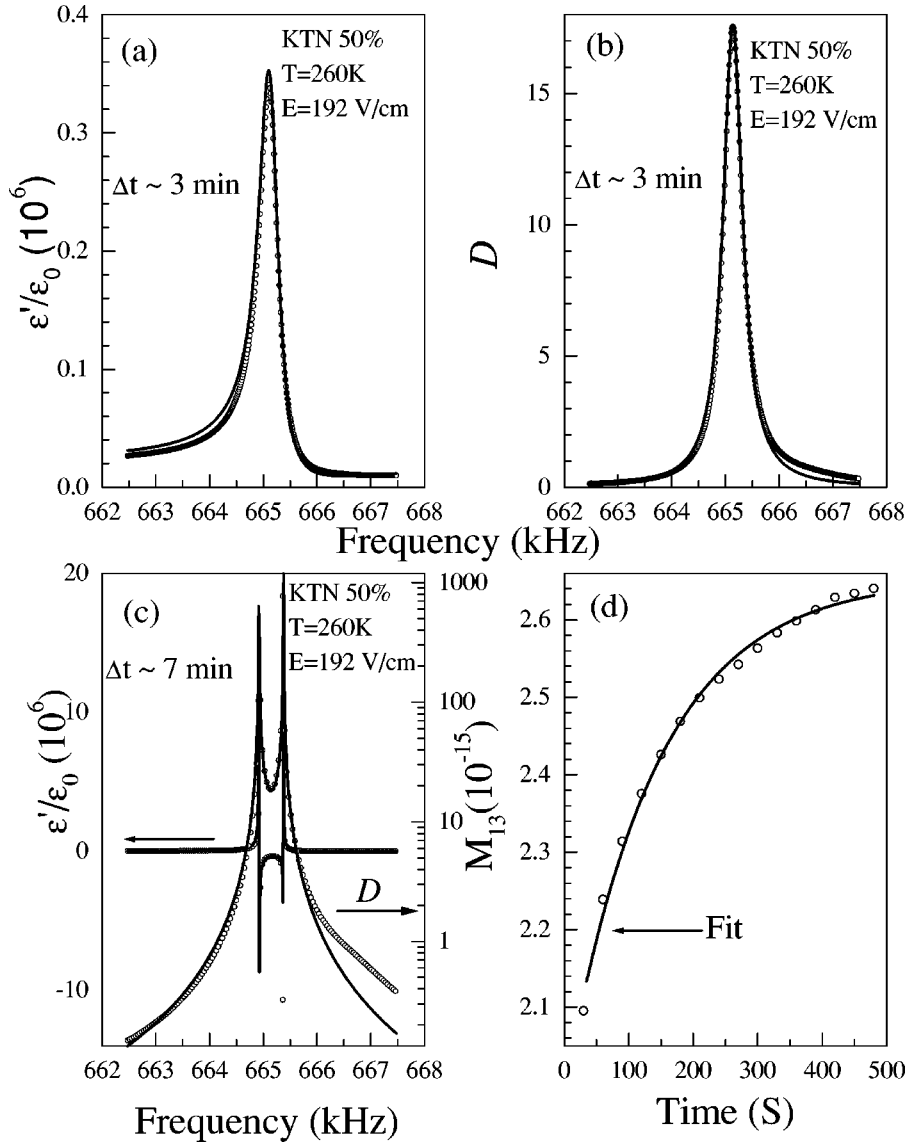 (a)
KTN 50%
T=260K
E=192 V/cm
Δt ~ 3 min
ε'/ε₀ (10⁶)
0.4
0.3
0.2
0.1
0.0
662 663 664 665 666 667 668
(b)
KTN 50%
T=260K
E=192 V/cm
Δt ~ 3 min
D
15
10
5
0
662 663 664 665 666 667 668
Frequency (kHz)
(c)
KTN 50%
T=260K
E=192 V/cm
Δt ~ 7 min
ε'/ε₀ (10⁶)
20
10
0
-10
1000
100
10
1
D
662 663 664 665 666 667 668
Frequency (kHz)
(d)
M₁₃(10⁻¹⁵)
2.6
2.5
2.4
2.3
2.2
2.1
Fit
0 100 200 300 400 500
Time (S)